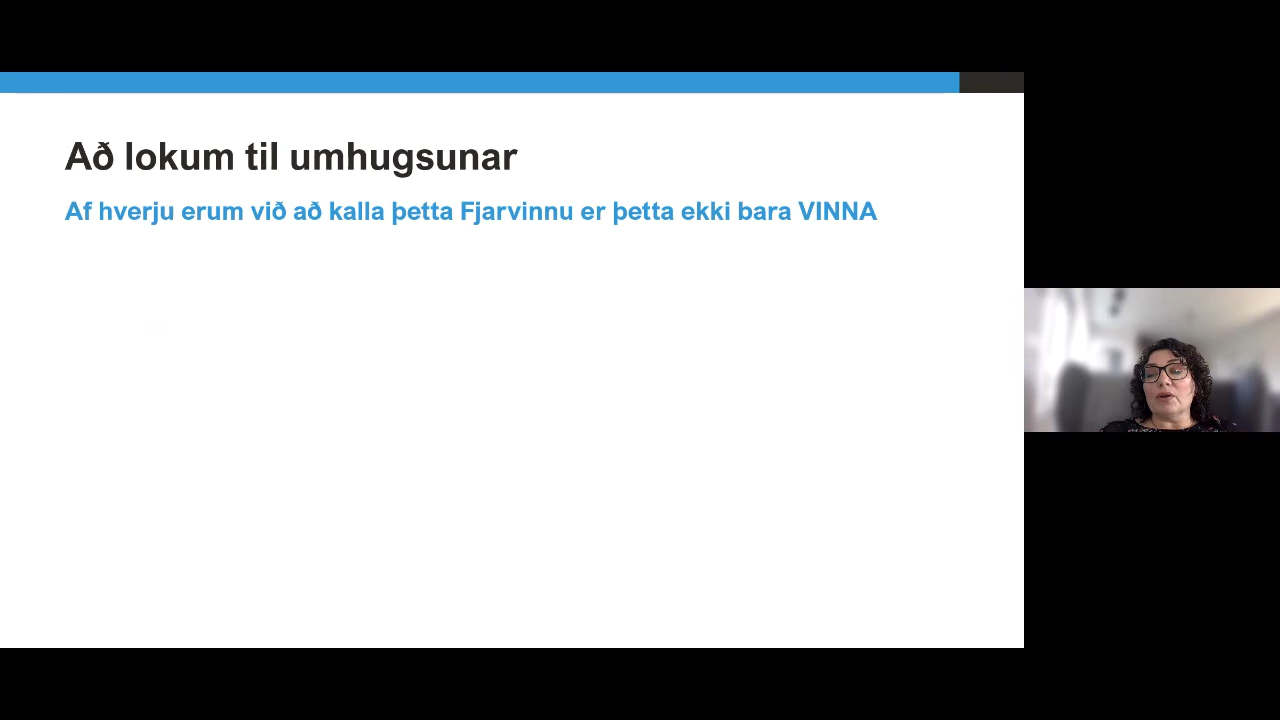 Að lokum til umhugsunar
Af hverju erum við að kalla þetta Fjarvinnu er þetta ekki bara VINNA